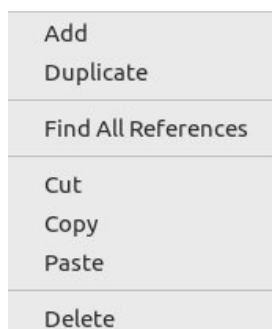 Add
Duplicate
Find All References
Cut
Copy
Paste
Delete